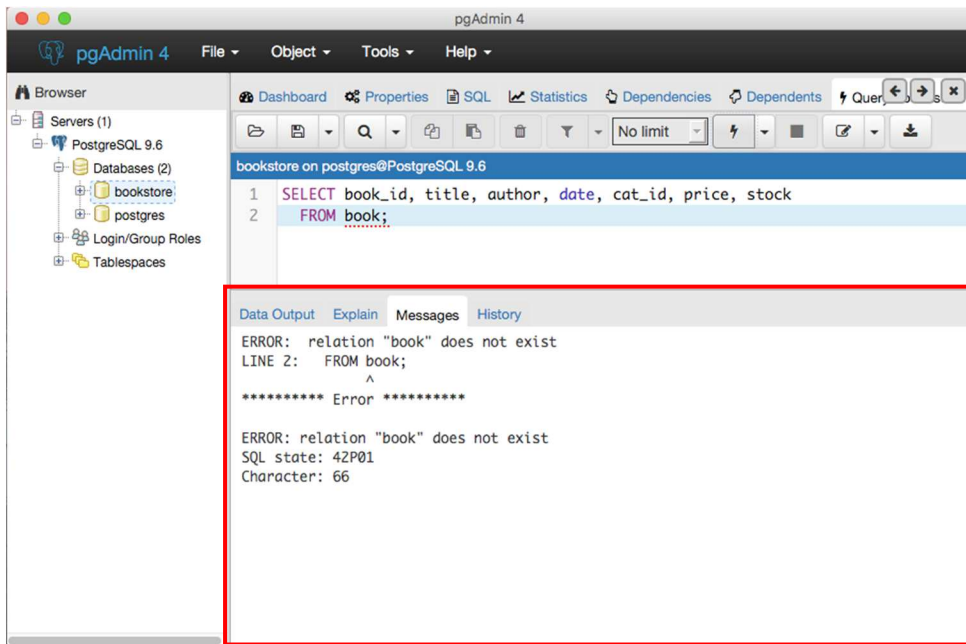 pgAdmin 4
pgAdmin 4 File Object Tools Help
Browser
Servers (1)
PostgreSQL 9.6
Databases (2)
bookstore
postgres
Login/Group Roles
Tablespaces
Dashboard Properties SQL Statistics Dependencies Dependents
No limit
bookstore on postgres@PostgreSQL 9.6
1 SELECT book_id, title, author, date, cat_id, price, stock
2 FROM book;
Data Output Explain Messages History
ERROR: relation "book" does not exist
LINE 2: FROM book;
^
********** Error **********
ERROR: relation "book" does not exist
SQL state: 42P01
Character: 66